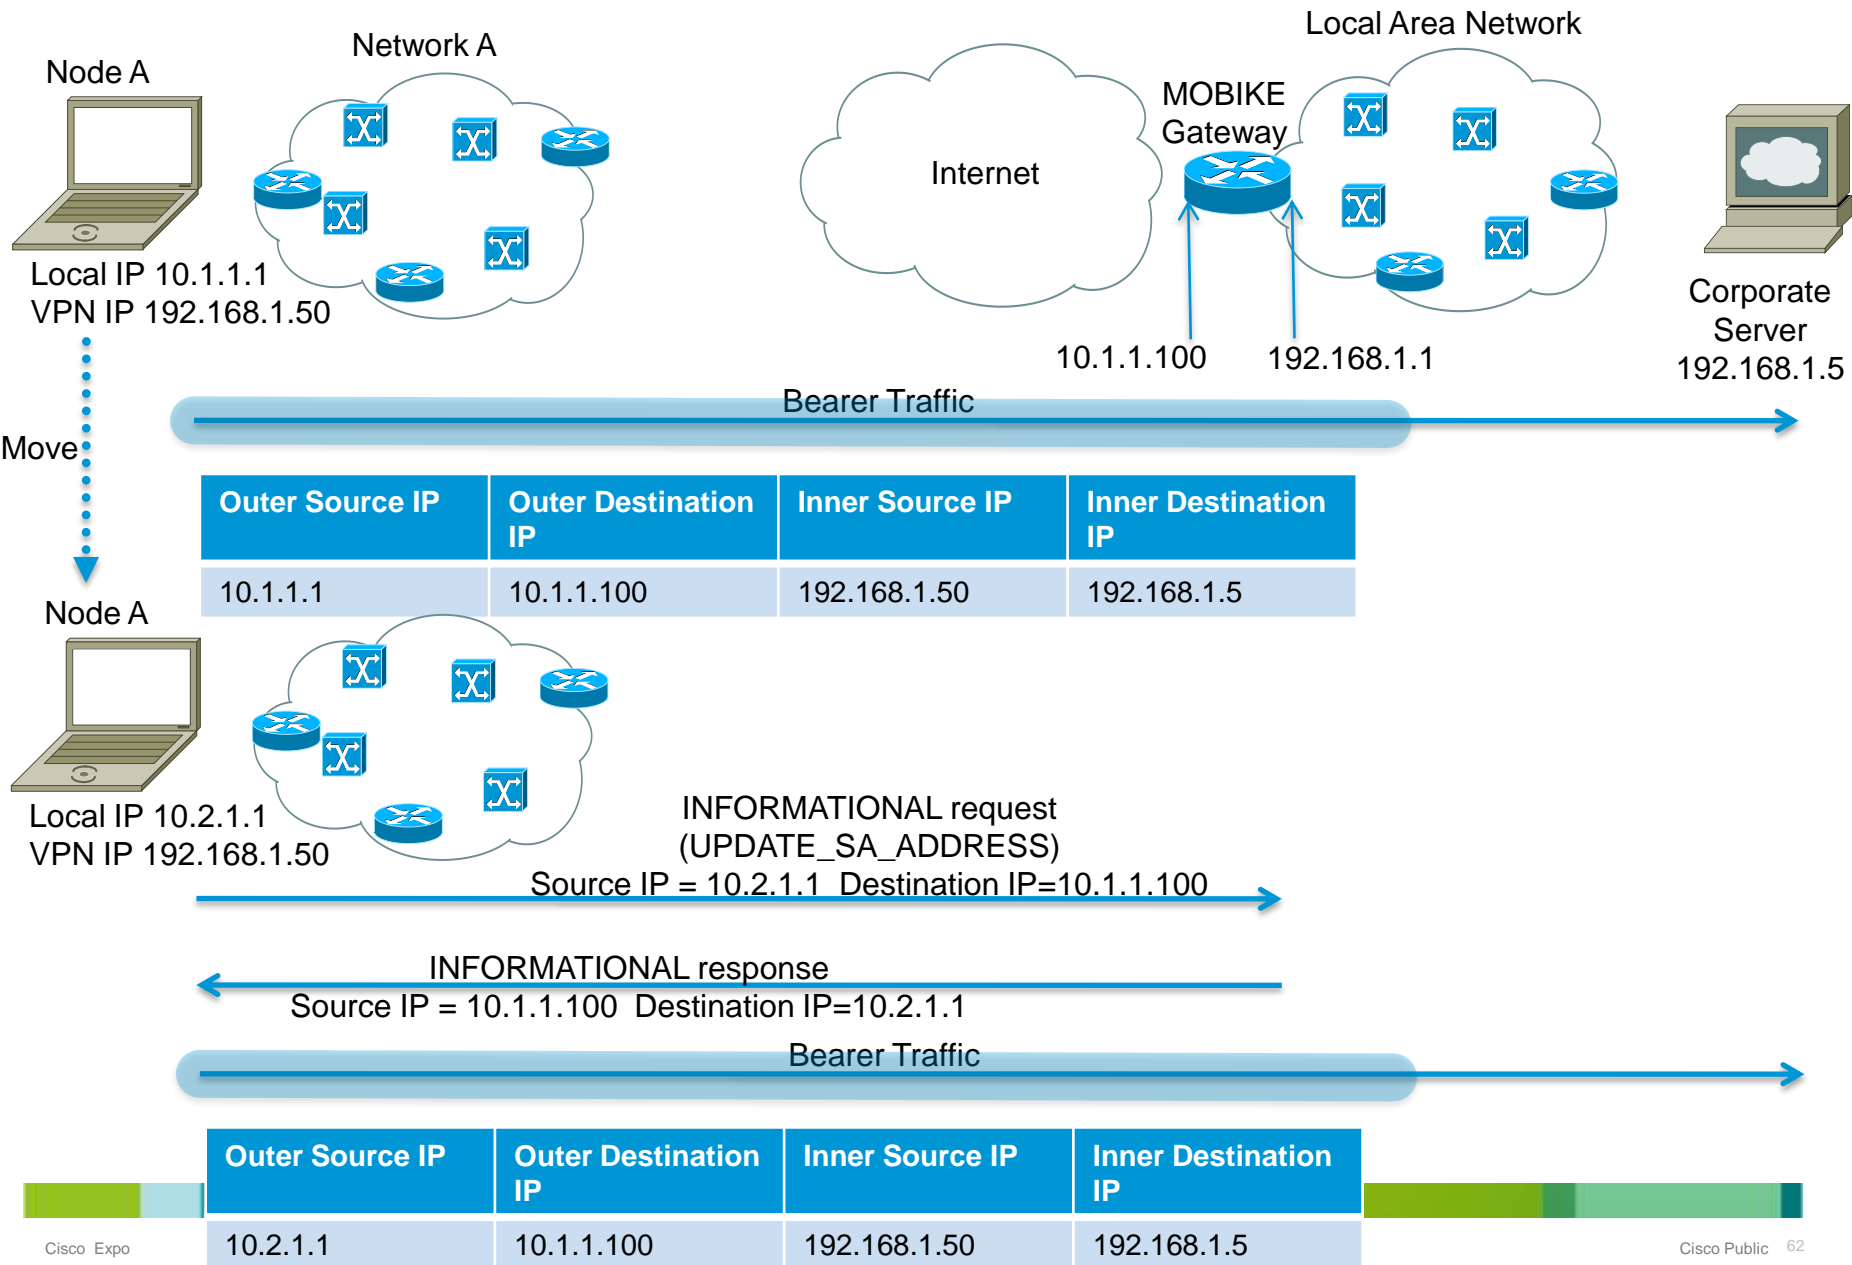 Local Area Network
Network A
Node A
MOBIKE
Gateway
Internet
Local IP 10.1.1.1
VPN IP 192.168.1.50
Corporate
Server
192.168.1.5
10.1.1.100
192.168.1.1
Bearer Traffic
Move
Outer Source IP
Outer Destination
IP
Inner Source IP
Inner Destination
IP
10.1.1.1
10.1.1.100
192.168.1.50
192.168.1.5
Node A
Local IP 10.2.1.1
VPN IP 192.168.1.50
INFORMATIONAL request
(UPDATE_SA_ADDRESS)
Source IP = 10.2.1.1 Destination IP=10.1.1.100
INFORMATIONAL response
Source IP = 10.1.1.100 Destination IP=10.2.1.1
Bearer Traffic
Outer Source IP
Outer Destination
IP
Inner Source IP
Inner Destination
IP
10.2.1.1
10.1.1.100
192.168.1.50
192.168.1.5
Cisco Expo
Cisco Public 62